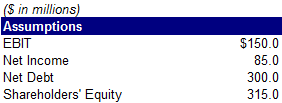 ($ in millions)
Assumptions
EBIT $150.0
Net Income 85.0
Net Debt 300.0
Shareholders' Equity 315.0